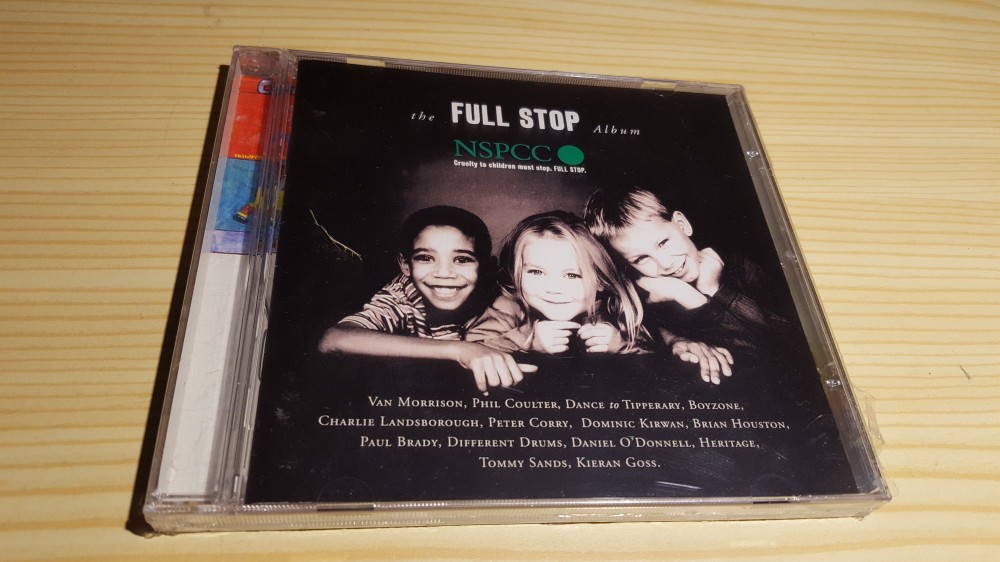 the FULL STOP Album
NSPCC
Cruelty to children must stop. FULL STOP.
VAN MORRISON, PHIL COULTER, DANCE to TIPPERARY, BOYZONE,
CHARLIE LANDSBOROUGH, PETER CORRY, DOMINIC KIRWAN, BRIAN HOUSTON,
PAUL BRADY, DIFFERENT DRUMS, DANIEL O'DONNELL, HERITAGE,
TOMMY SANDS, KIERAN GOSS.